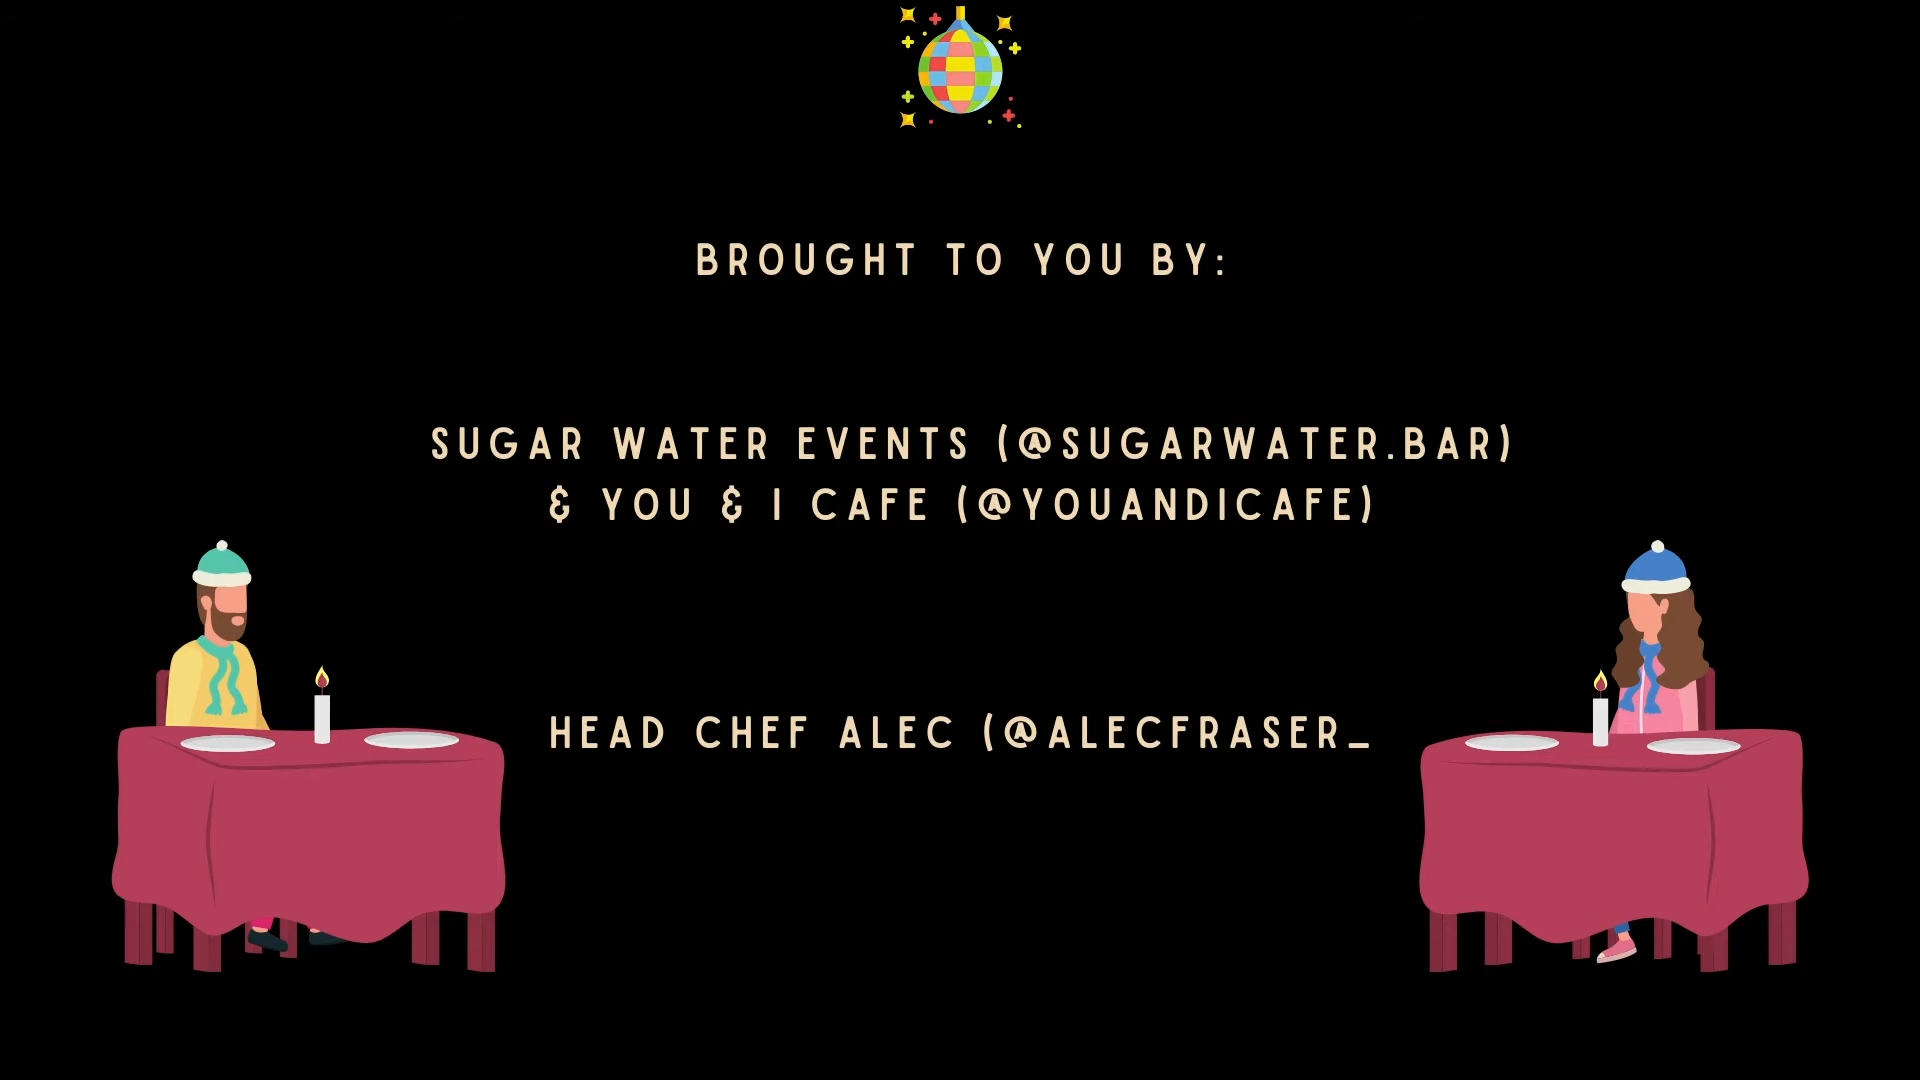 BROUGHT TO YOU BY:
SUGAR WATER EVENTS (@SUGARWATER.BAR)
& YOU & I CAFE (@YOUANDICAFE)
HEAD CHEF ALEC (@ALECFRASER_